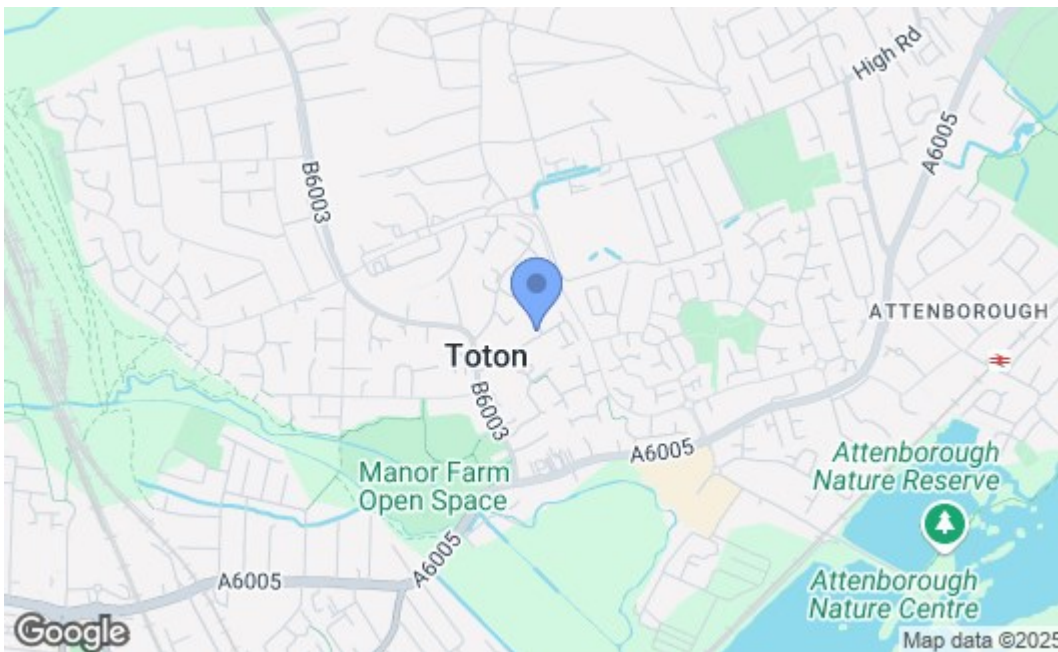 High Rd
A6005
B6003
ATTENBOROUGH
Toton
B6003
A6005
Attenborough
Nature Reserve
Manor Farm
Open Space
A6005
A6005
Attenborough
Nature Centre
Google
Map data ©2025